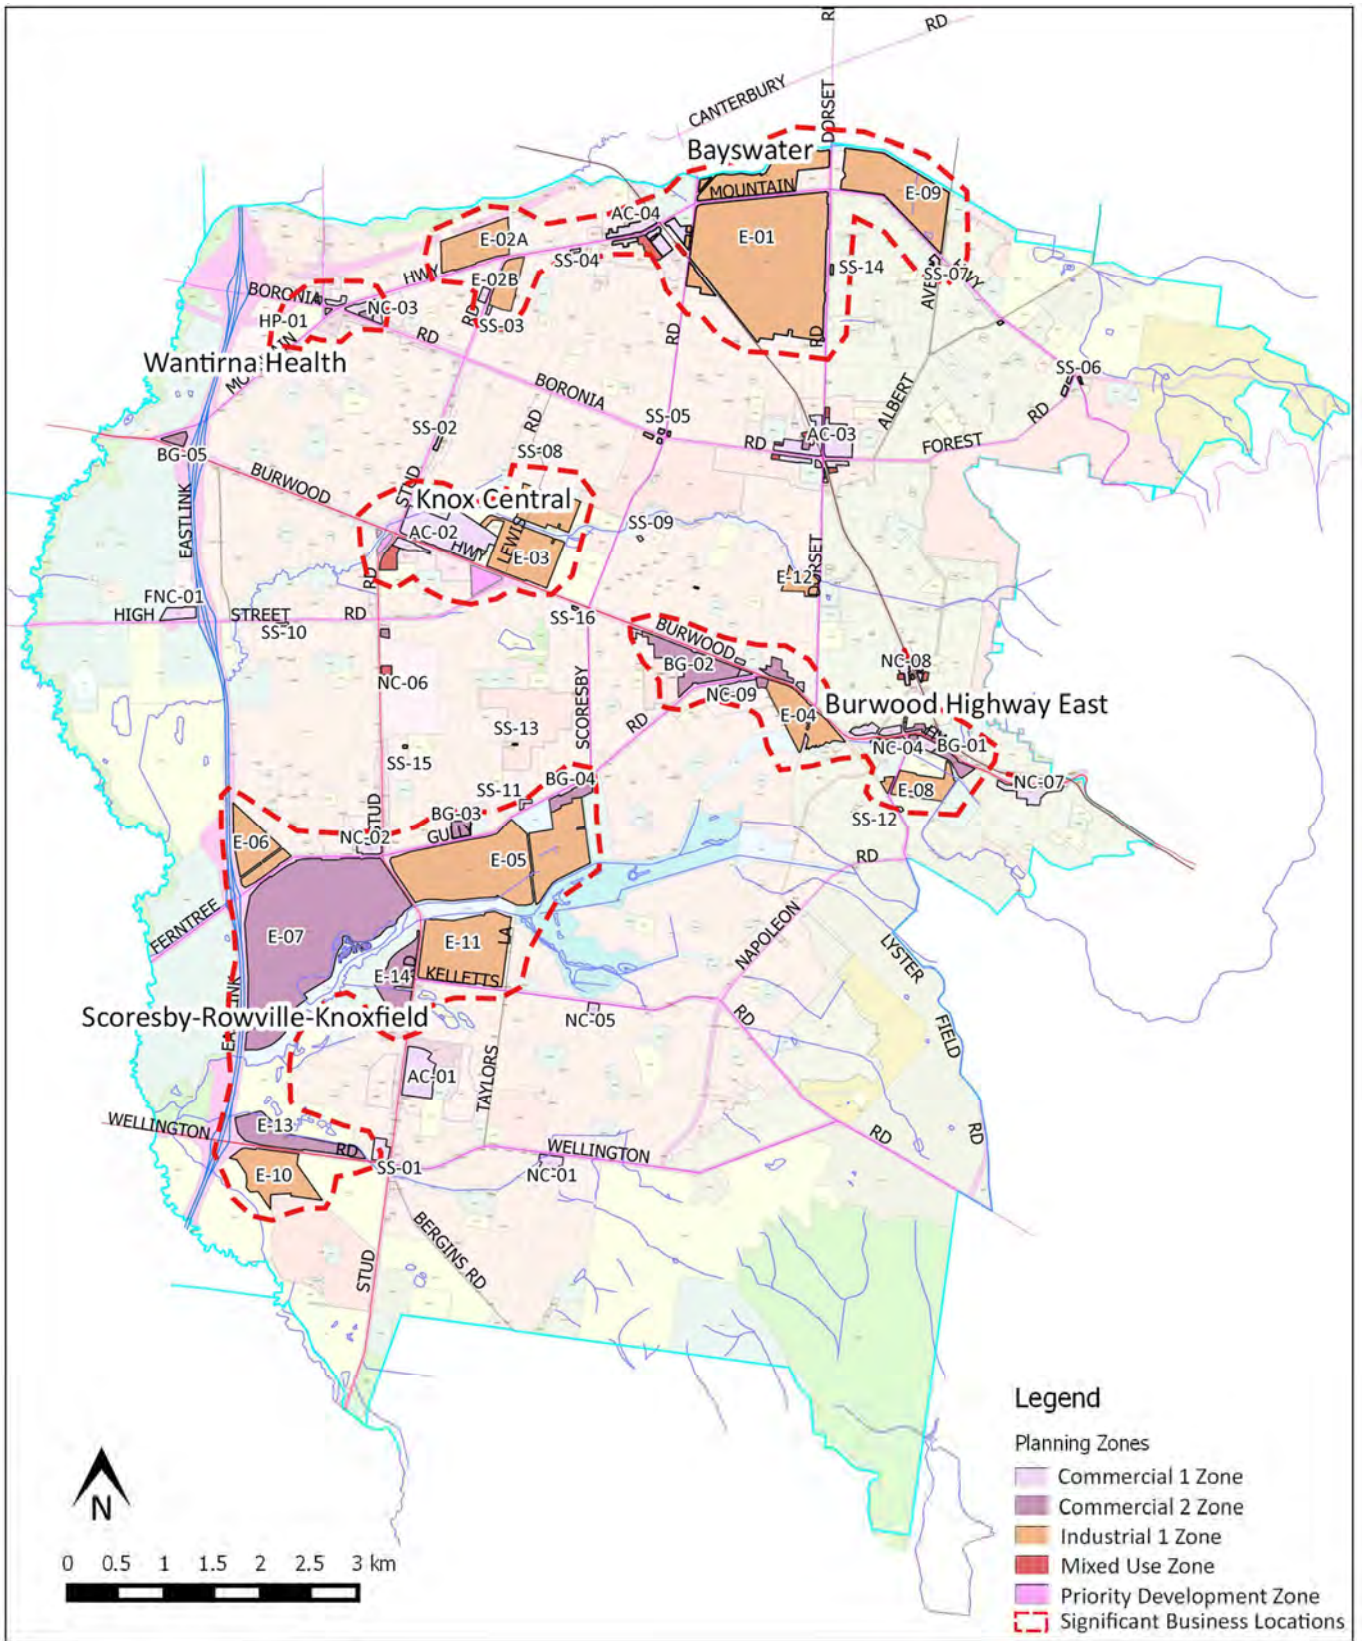 RD
RD
CANTERBURY
DORSET
Bayswater
MOUNTAIN
E-09
AC-04
E-02A
E-01
SS-04
SS-14
HWY
SS-07
HWY
AVE
E-02B
BORONIA
NC-03
RD
SS-03
HP-01
RD
RD
RD
Wantirna Health
SS-06
BORONIA
ALBERT
RD
SS-05
RD
SS-02
AC-03
RD
FOREST
SS-08
BG-05
BURWOOD
STUD
Knox Central
EASTLINK
SS-09
AC-02
HWY
LEWIS
E-03
DORSET
E-12
RD
FNC-01
HIGH
STREET
RD
SS-10
SS-16
BURWOOD
BG-02
NC-08
NC-06
NC-09
SCORESBY
Burwood Highway East
E-04
RD
SS-13
NC-04
BG-01
SS-15
BG-04
NC-07
SS-11
E-08
STUD
BG-03
SS-12
GULLY
NC-02
E-06
E-05
RD
FERNTREE
NAPOLEON
E-07
E-11
LA
LYSTER
E-14
KELLETTS
Scoresby-Rowville-Knoxfield
NC-05
RD
FIELD
AC-01
TAYLORS
WELLINGTON
E-13
RD
WELLINGTON
RD
RD
SS-01
E-10
NC-01
BERGINS RD
STUD
Legend
Planning Zones
Commercial 1 Zone
Commercial 2 Zone
Industrial 1 Zone
Mixed Use Zone
Priority Development Zone
Significant Business Locations
N
0 0.5 1 1.5 2 2.5 3 km